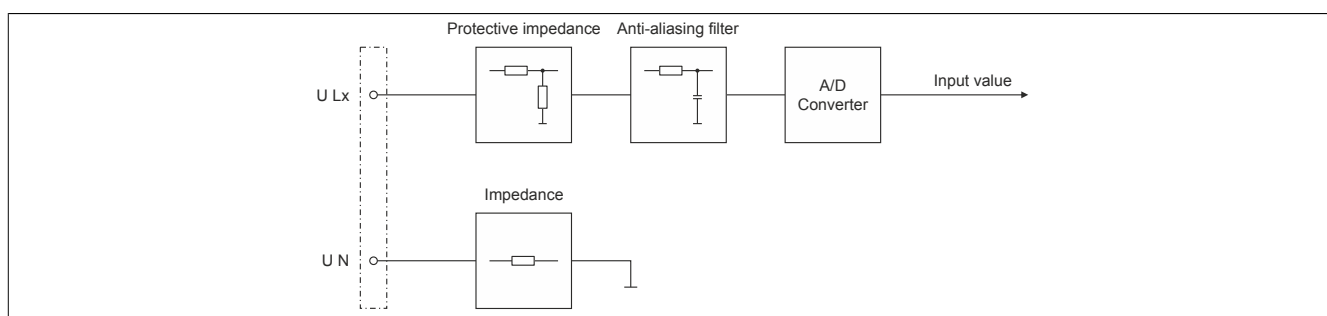 Protective impedance
Anti-aliasing filter
U Lx
A/D
Converter
Input value
Impedance
U N